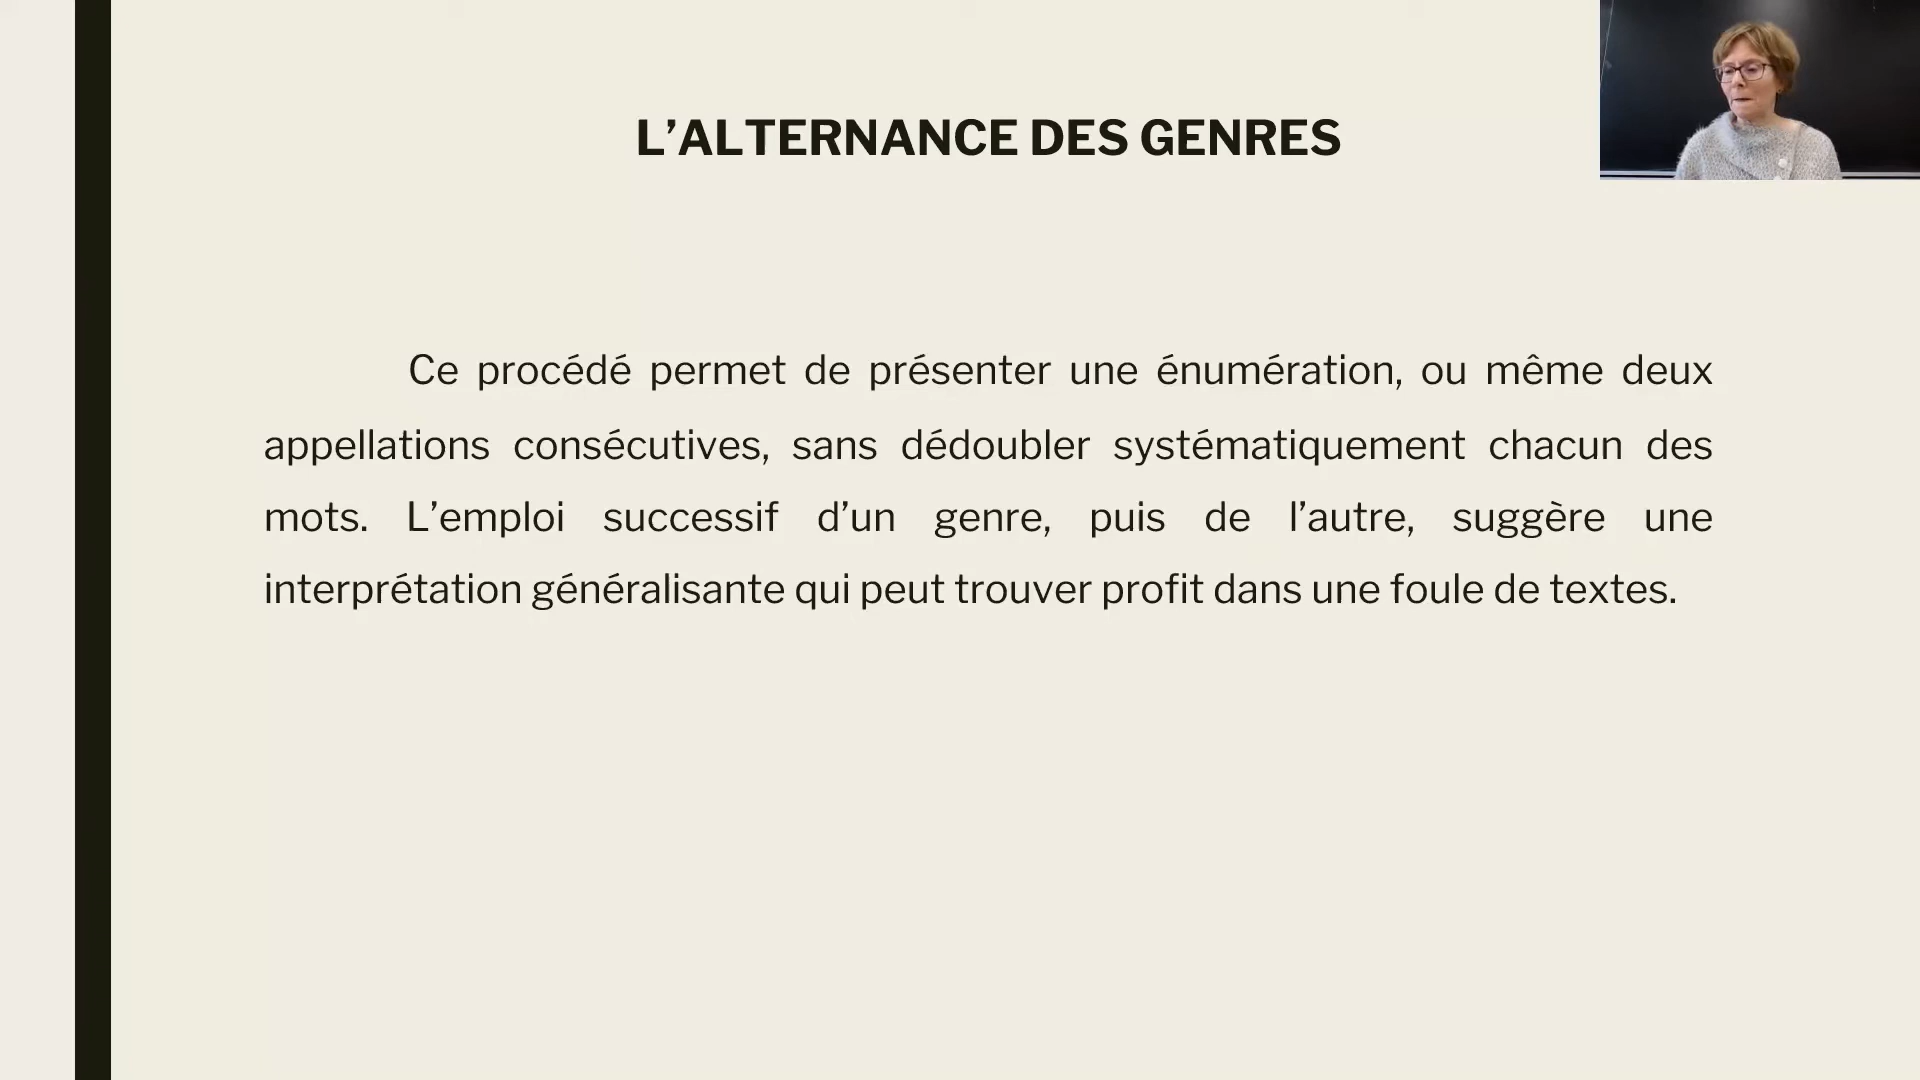 L’ALTERNANCE DES GENRES
Ce procédé permet de présenter une énumération, ou même deux
appellations consécutives, sans dédoubler systématiquement chacun des
mots. L’emploi successif d’un genre, puis de l’autre, suggère une
interprétation généralisante qui peut trouver profit dans une foule de textes.